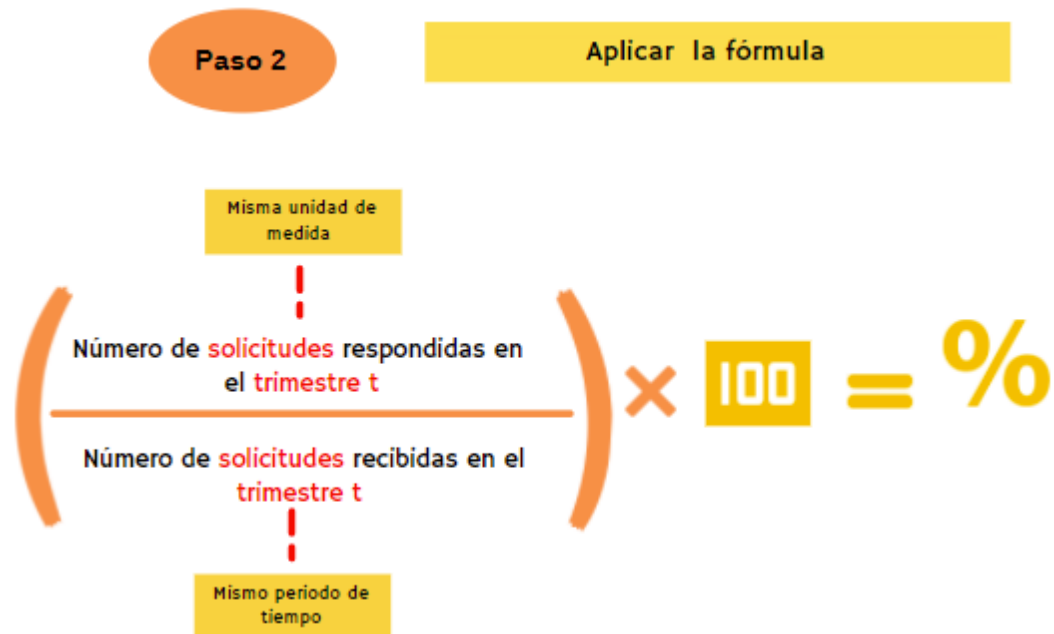 Paso 2
Aplicar la fórmula
Misma unidad de
medida
Número de solicitudes respondidas en
el trimestre t
Número de solicitudes recibidas en el
trimestre t
× 100 = %
Mismo periodo de
tiempo